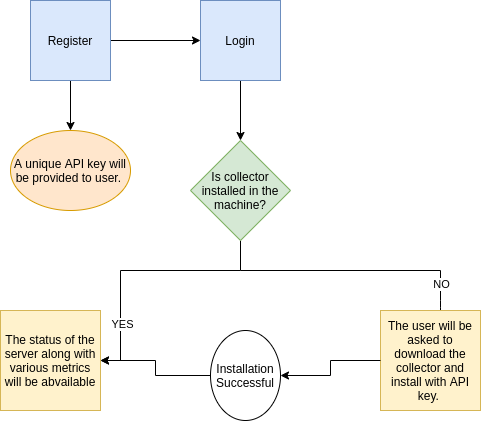 Register
Login
A unique API key will
be provided to user.
Is collector
installed in the
machine?
NO
YES
The status of the
server along with
various metrics
will be abvailable
Installation
Successful
The user will be
asked to
download the
collector and
install with API
key.